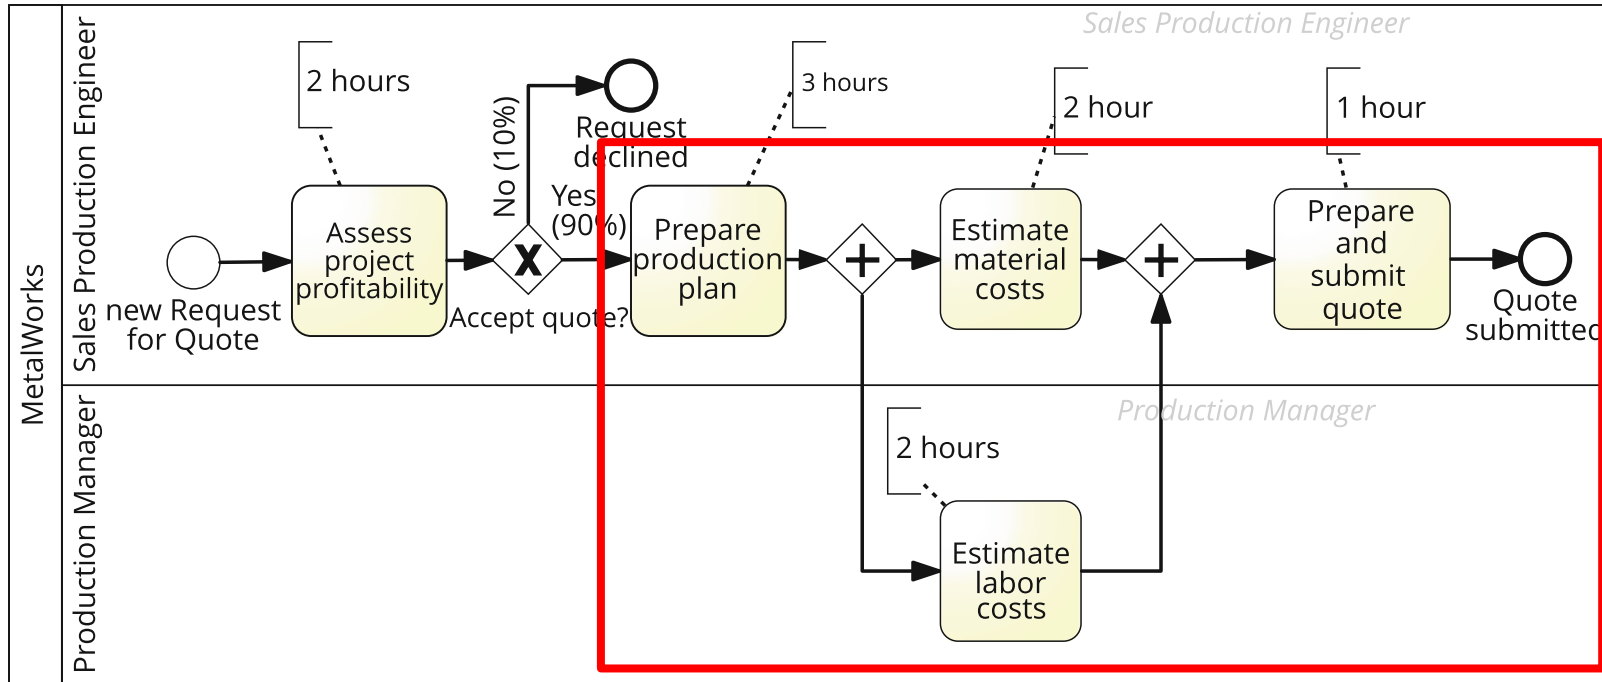 MetalWorks
Sales Production Engineer
Sales Production Engineer
2 hours
3 hours
2 hour
1 hour
No (10%)
Request
declined
Yes
(90%)
Assess
project
profitability
Prepare
production
plan
Estimate
material
costs
Prepare
and
submit
quote
X
new Request
for Quote
Accept quote?
Quote
submitted
Production Manager
Production Manager
2 hours
Estimate
labor
costs